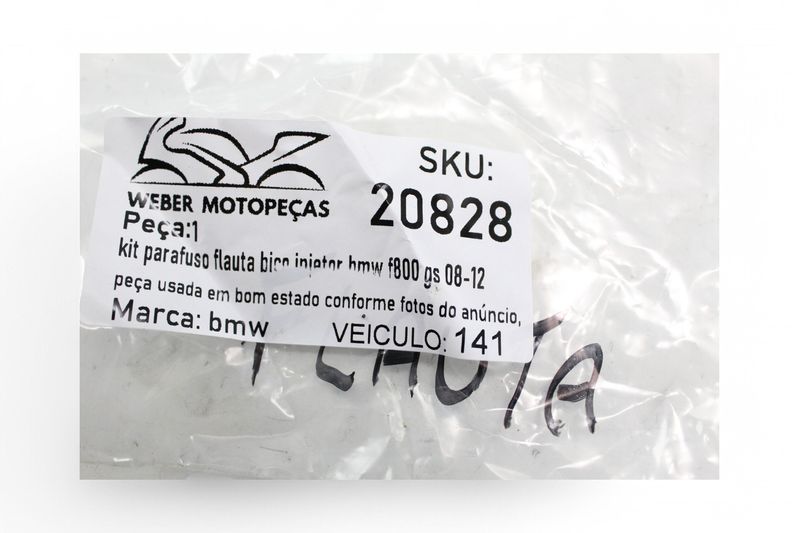 WEBER MOTOPEÇAS
SKU:
20828
Peça:1
kit parafuso flauta bico injetor bmw f800 gs 08-12
peça usada em bom estado conforme fotos do anúncio,
Marca: bmw
VEICULO: 141
FLAUTA